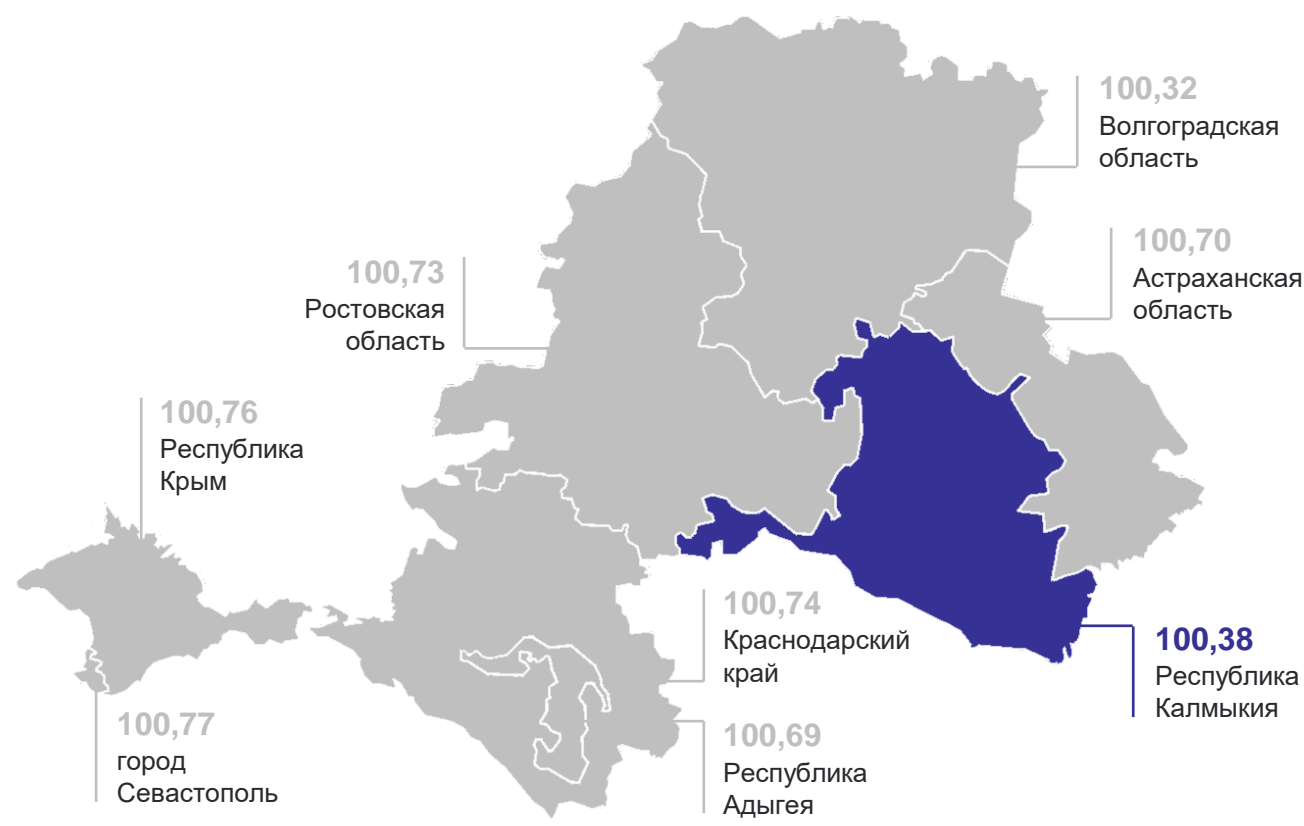 100,32
Волгоградская
область
100,70
Астраханская
область
100,73
Ростовская
область
100,76
Республика
Крым
100,74
Краснодарский
край
100,38
Республика
Калмыкия
100,77
город
Севастополь
100,69
Республика
Адыгея